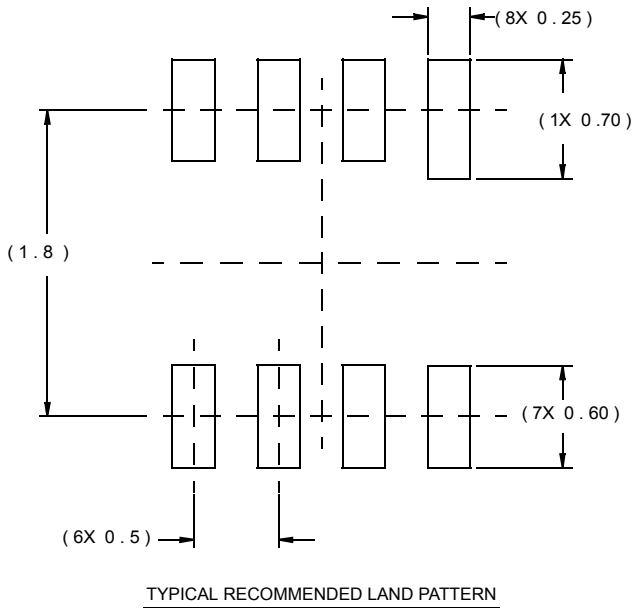 ( 8X 0 . 25 )
( 1X 0 .70 )
( 1 . 8 )
( 7X 0 . 60 )
( 6X 0 . 5 )
TYPICAL RECOMMENDED LAND PATTERN